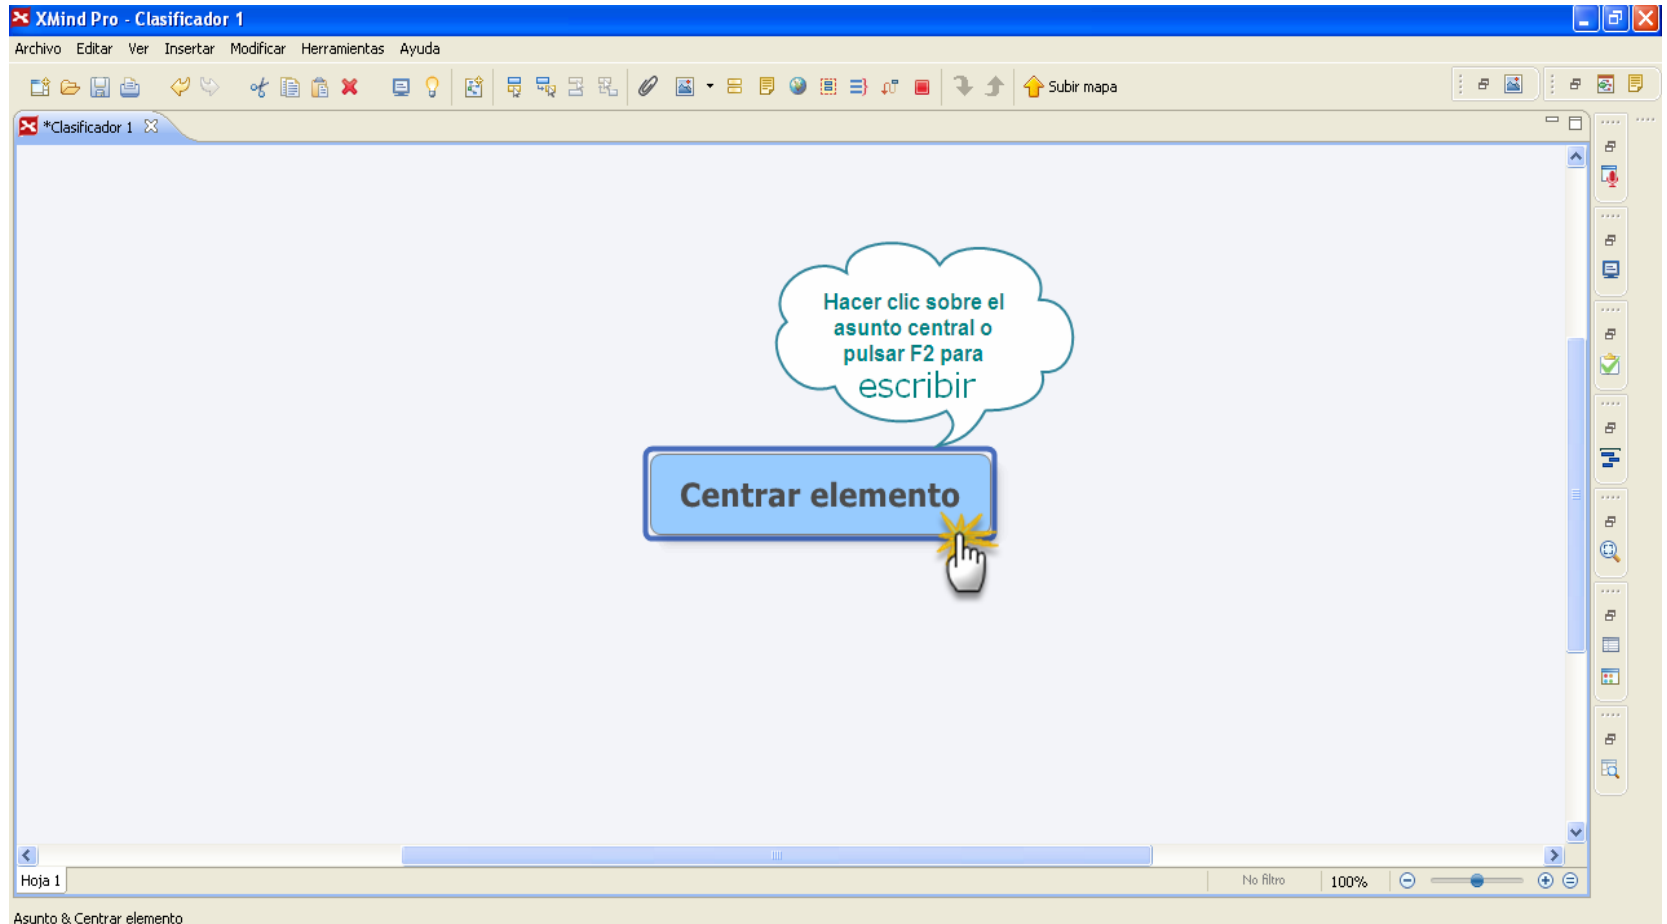 XMind Pro - Clasificador 1
Archivo Editar Ver Insertar Modificar Herramientas Ayuda
Subir mapa
*Clasificador 1
Hacer clic sobre el
asunto central o
pulsar F2 para
escribir
Centrar elemento
Hoja 1
No filtro
100%
Asunto & Centrar elemento